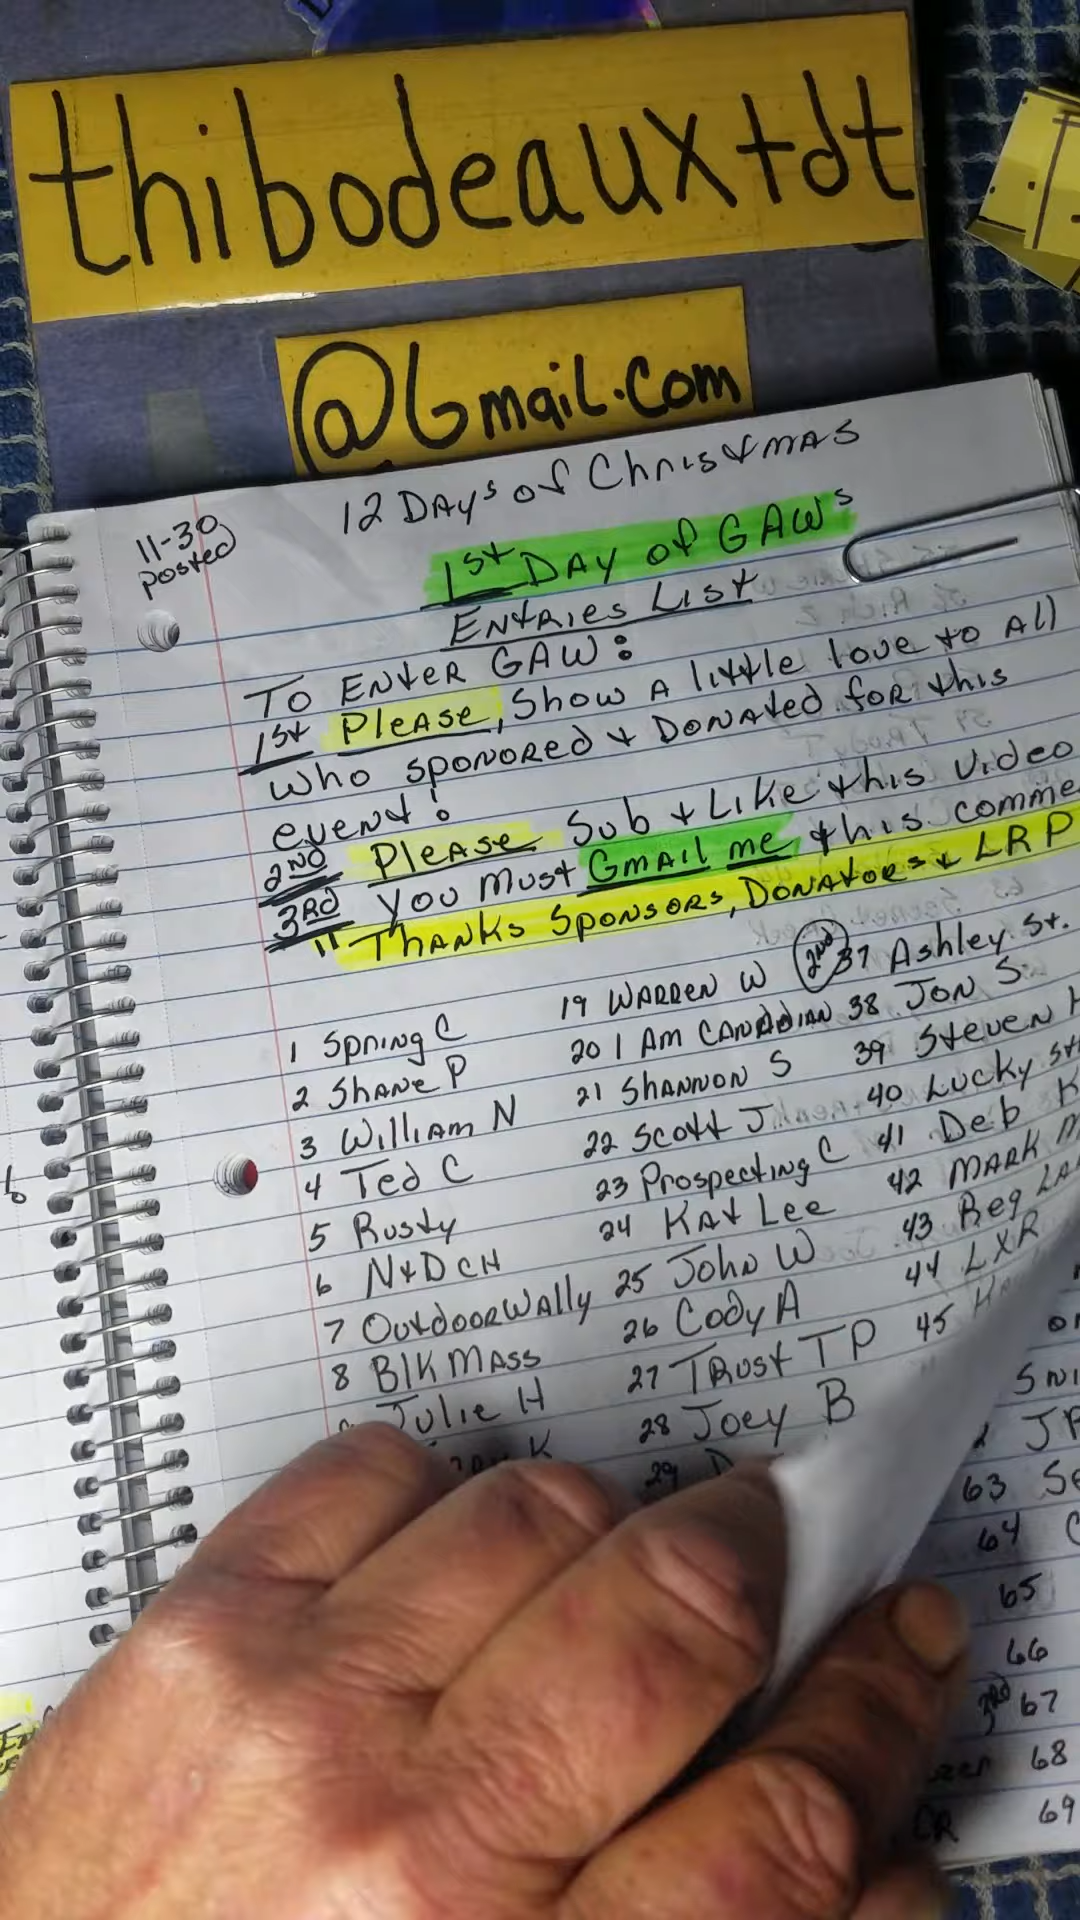 thibodeauxtdt
@Gmail.com
12 DAYs of ChristmAS
11-30
posted
1st DAY of GAWs
Entries List
To Enter GAW:
1st Please, Show A little love to All
who sponored & Donated for this
event!
2ND Please Sub & Like this video
3RD You Must Gmail me this comme
"Thanks Sponsors, Donators & LRP
1 Spring C
2 Shane P
3 William N
4 Ted C
5 Rusty
6 N&DCH
7 OutdoorWally
8 BlK MASS
Julie H
K
19 WARREN W
20 I Am CANADIAN
21 SHANNON S
22 Scott J
23 Prospecting C
24 KAt Lee
25 John W
26 Cody A
27 TRust TP
28 Joey B
29 D
2ND
37 Ashley St.
38 JON S
39 Steven
40 Lucky
41 Deb K
42 MARK M
43 Reg
44 LXR
45
63
64
65
66
3RD 67
68
69